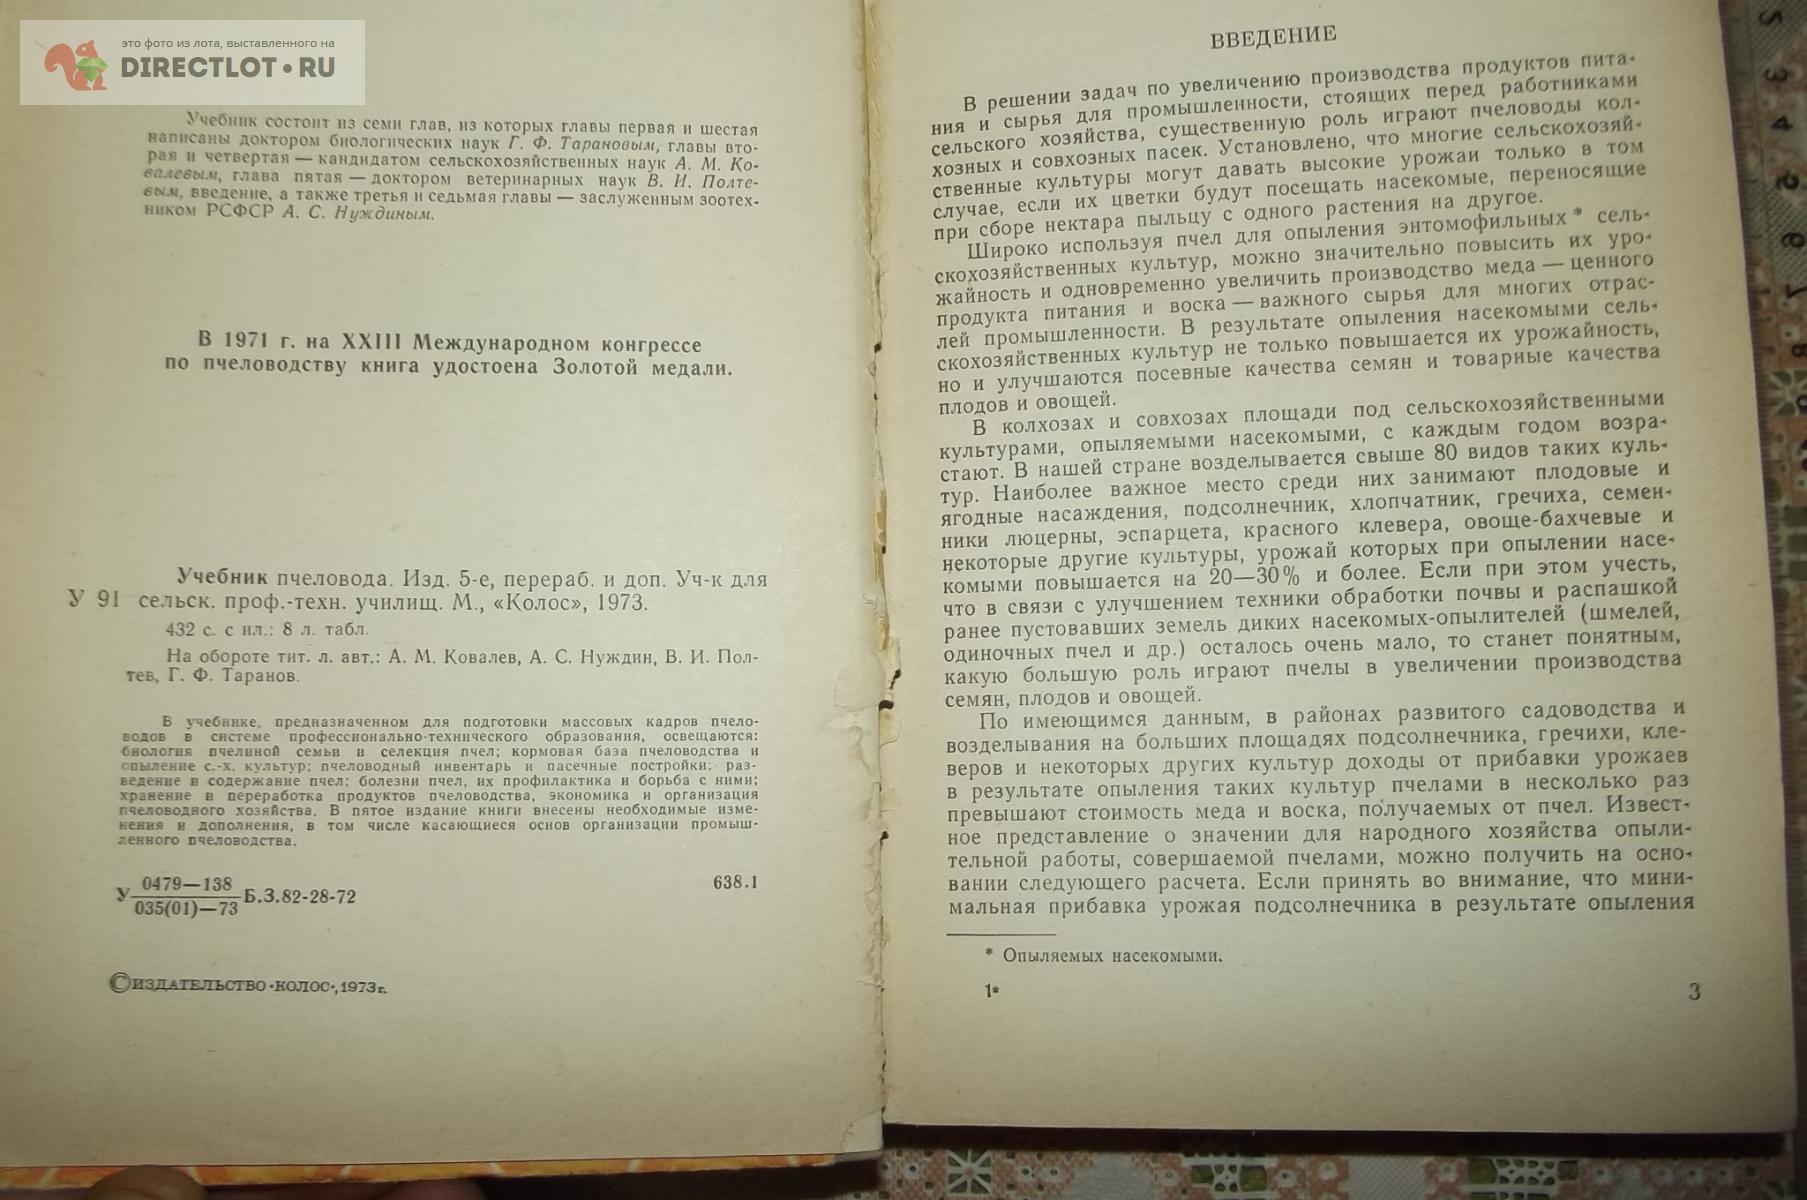 это фото из лота, выставленного на
DIRECTLOT•RU
Учебник состоит из семи глав, из которых главы первая и шестая
написаны доктором биологических наук Г. Ф. Тарановым, главы вто-
рая и четвертая — кандидатом сельскохозяйственных наук А. М. Ко-
валевым, глава пятая — доктором ветеринарных наук В. И. Полте-
вым, введение, а также третья и седьмая главы — заслуженным зоотех-
ником РСФСР А. С. Нуждиным.
В 1971 г. на XXIII Международном конгрессе
по пчеловодству книга удостоена Золотой медали.
Учебник пчеловода. Изд. 5-е, перераб. и доп. Уч-к для
У 91 сельск. проф.-техн. училищ. М., «Колос», 1973.
432 с. с ил.: 8 л. табл.
На обороте тит. л. авт.: А. М. Ковалев, А. С. Нуждин, В. И. Пол-
тев, Г. Ф. Таранов.
В учебнике, предназначенном для подготовки массовых кадров пчело-
водов в системе профессионально-технического образования, освещаются:
биология пчелиной семьи и селекция пчел; кормовая база пчеловодства и
опыление с.-х. культур; пчеловодный инвентарь и пасечные постройки; раз-
ведение и содержание пчел; болезни пчел, их профилактика и борьба с ними;
хранение и переработка продуктов пчеловодства, экономика и организация
пчеловодного хозяйства. В пятое издание книги внесены необходимые изме-
нения и дополнения, в том числе касающиеся основ организации промыш-
ленного пчеловодства.
У 0479—138
035(01)—73 Б.З.82-28-72
638.1
© ИЗДАТЕЛЬСТВО «КОЛОС», 1973 г.
ВВЕДЕНИЕ
В решении задач по увеличению производства продуктов пита-
ния и сырья для промышленности, стоящих перед работниками
сельского хозяйства, существенную роль играют пчеловоды кол-
хозных и совхозных пасек. Установлено, что многие сельскохозяй-
ственные культуры могут давать высокие урожаи только в том
случае, если их цветки будут посещать насекомые, переносящие
при сборе нектара пыльцу с одного растения на другое.
Широко используя пчел для опыления энтомофильных* сель-
скохозяйственных культур, можно значительно повысить их уро-
жайность и одновременно увеличить производство меда — ценного
продукта питания и воска — важного сырья для многих отрас-
лей промышленности. В результате опыления насекомыми сель-
скохозяйственных культур не только повышается их урожайность,
но и улучшаются посевные качества семян и товарные качества
плодов и овощей.
В колхозах и совхозах площади под сельскохозяйственными
культурами, опыляемыми насекомыми, с каждым годом возра-
стают. В нашей стране возделывается свыше 80 видов таких куль-
тур. Наиболее важное место среди них занимают плодовые и
ягодные насаждения, подсолнечник, хлопчатник, гречиха, семен-
ники люцерны, эспарцета, красного клевера, овоще-бахчевые и
некоторые другие культуры, урожай которых при опылении насе-
комыми повышается на 20—30% и более. Если при этом учесть,
что в связи с улучшением техники обработки почвы и распашкой
ранее пустовавших земель диких насекомых-опылителей (шмелей,
одиночных пчел и др.) осталось очень мало, то станет понятным,
какую большую роль играют пчелы в увеличении производства
семян, плодов и овощей.
По имеющимся данным, в районах развитого садоводства и
возделывания на больших площадях подсолнечника, гречихи, кле-
веров и некоторых других культур доходы от прибавки урожаев
в результате опыления таких культур пчелами в несколько раз
превышают стоимость меда и воска, получаемых от пчел. Извест-
ное представление о значении для народного хозяйства опыли-
тельной работы, совершаемой пчелами, можно получить на осно-
вании следующего расчета. Если принять во внимание, что мини-
мальная прибавка урожая подсолнечника в результате опыления
* Опыляемых насекомыми.
1*
3